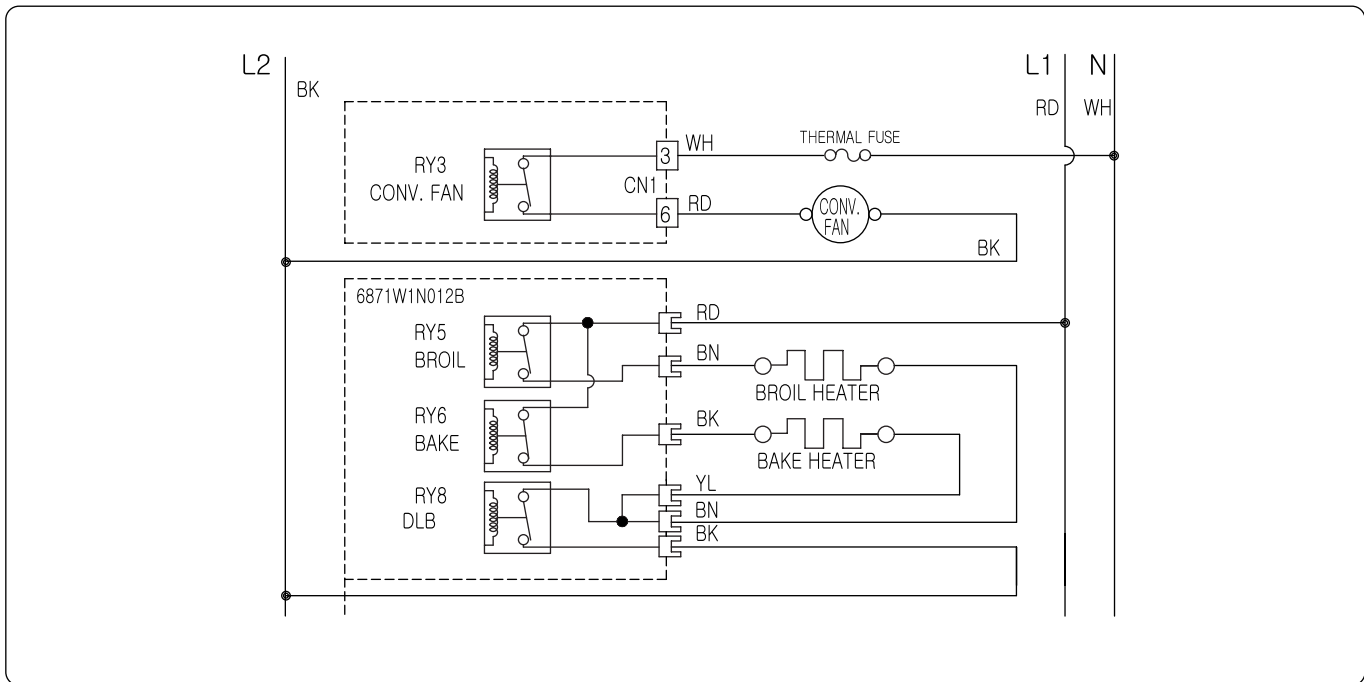 L2
L1
N
BK
RD
WH
3
WH
THERMAL FUSE
RY3
CONV. FAN
CN1
6
RD
CONV.
FAN
BK
6871W1N012B
RD
RY5
BROIL
BN
BROIL HEATER
RY6
BAKE
BK
BAKE HEATER
RY8
DLB
YL
BN
BK